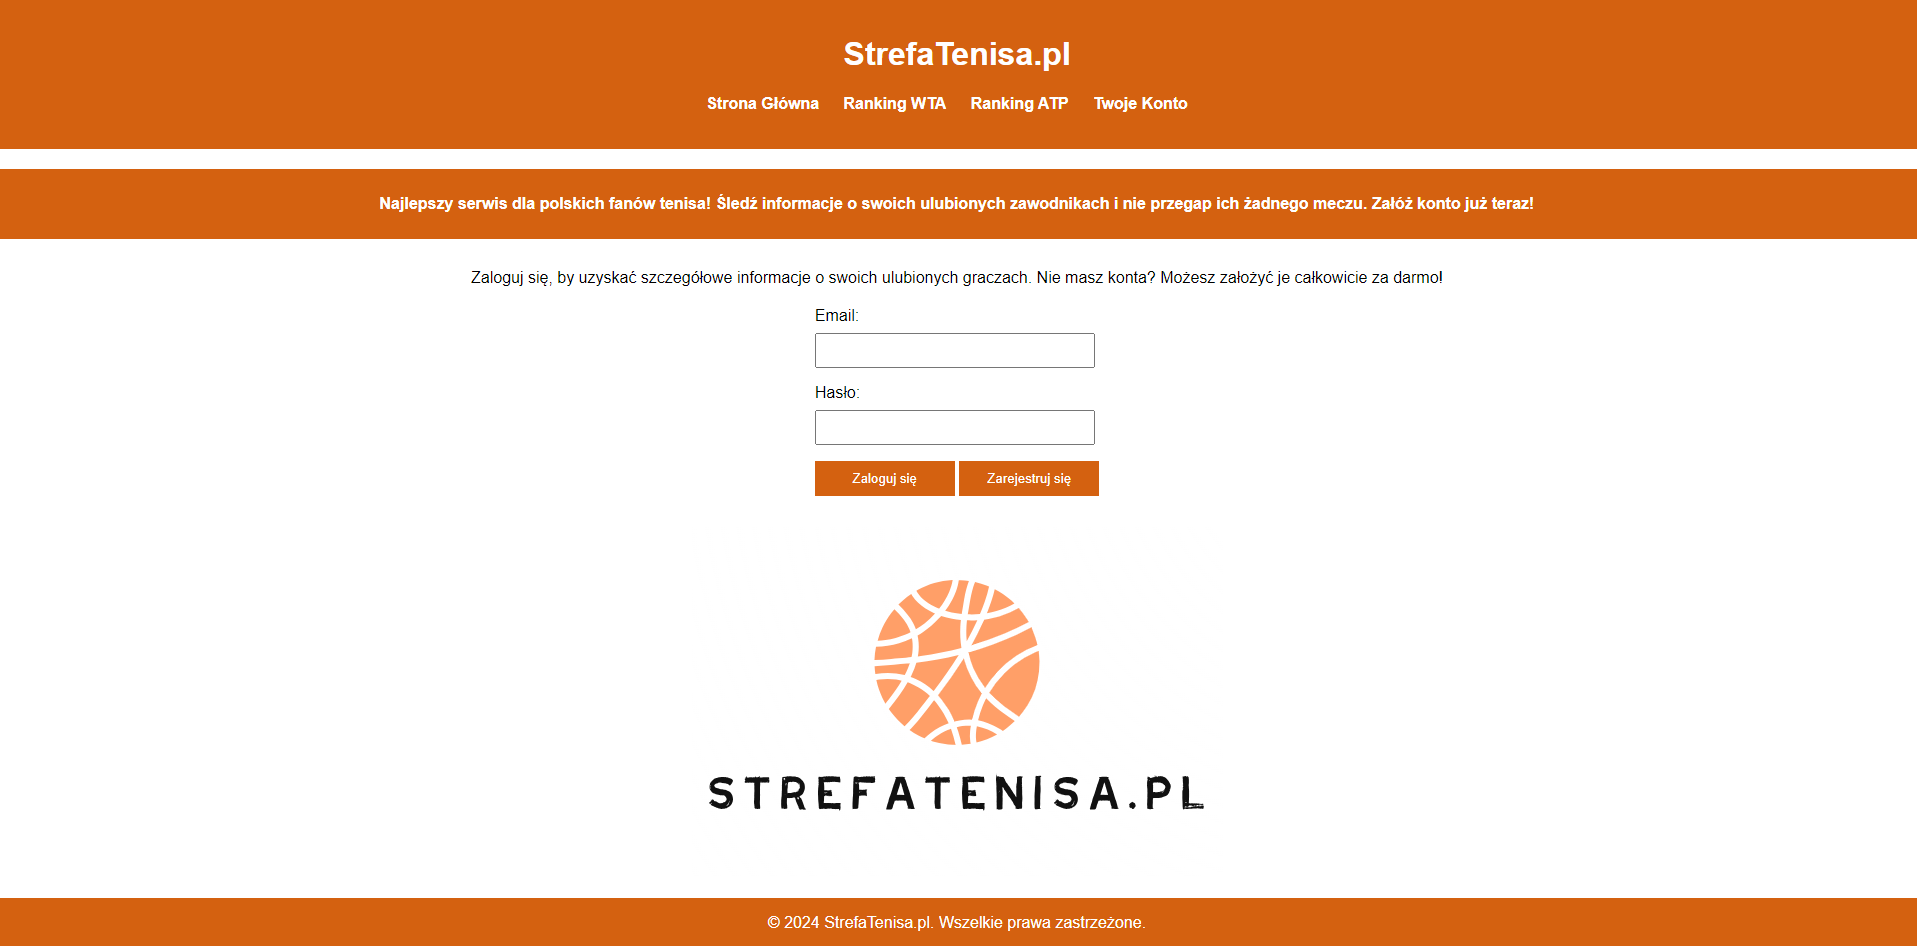 StrefaTenisa.pl
Strona Główna Ranking WTA Ranking ATP Twoje Konto
Najlepszy serwis dla polskich fanów tenisa! Śledź informacje o swoich ulubionych zawodnikach i nie przegap ich żadnego meczu. Załóż konto już teraz!
Zaloguj się, by uzyskać szczegółowe informacje o swoich ulubionych graczach. Nie masz konta? Możesz założyć je całkowicie za darmo!
Email:
Hasło:
Zaloguj się Zarejestruj się
STREFATENISA.PL
© 2024 StrefaTenisa.pl. Wszelkie prawa zastrzeżone.